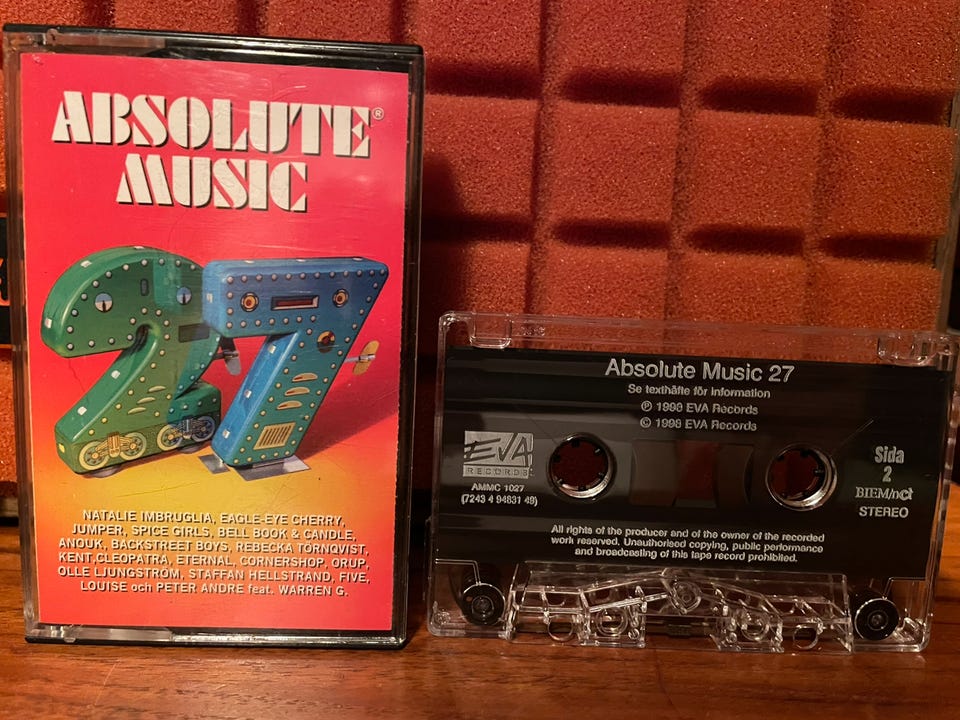 ABSOLUTE®
MUSIC
27
NATALIE IMBRUGLIA, EAGLE-EYE CHERRY,
JUMPER, SPICE GIRLS, BELL BOOK & CANDLE,
ANOUK, BACKSTREET BOYS, REBECKA TÖRNQVIST,
KENT, CLEOPATRA, ETERNAL, CORNERSHOP, ORUP,
OLLE LJUNGSTRÖM, STAFFAN HELLSTRAND, FIVE,
LOUISE och PETER ANDRE feat. WARREN G.
Absolute Music 27
Se texthäfte för information
℗ 1998 EVA Records
© 1998 EVA Records
EVA
RECORDS
AMMC 1027
(7243 4 94831 49)
Sida
2
BIEM/ncb
STEREO
All rights of the producer and of the owner of the recorded
work reserved. Unauthorised copying, public performance
and broadcasting of this tape record prohibited.